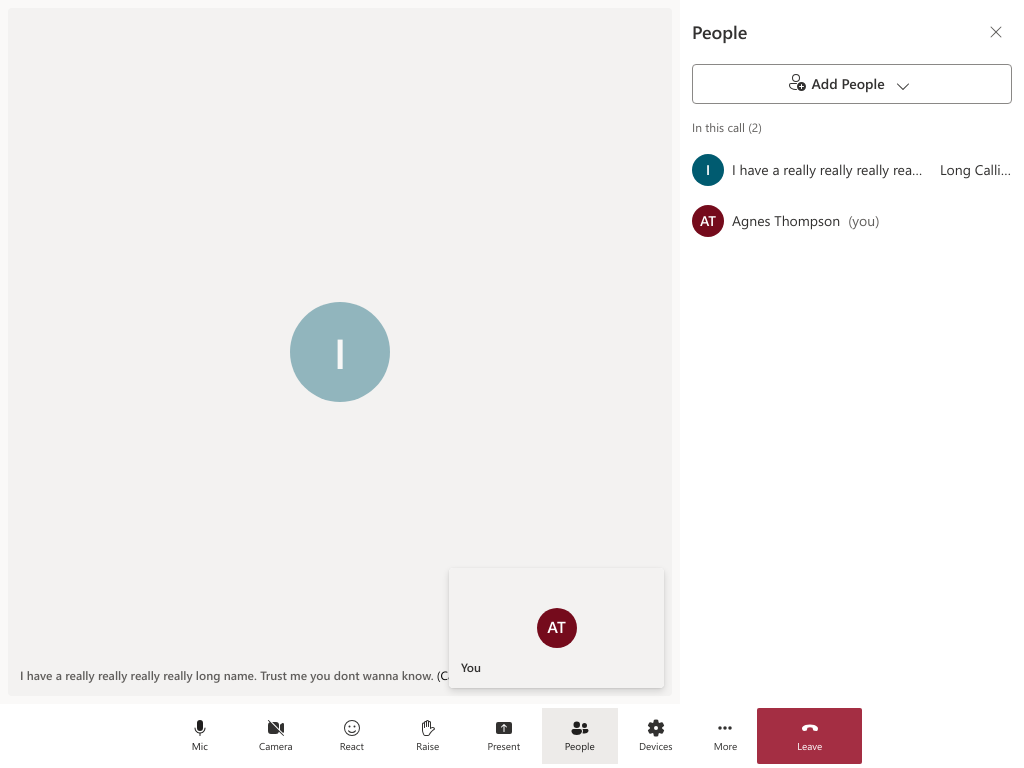 People
Add People
In this call (2)
I
I have a really really really rea... Long Calli...
AT
Agnes Thompson (you)
I
AT
You
I have a really really really really long name. Trust me you dont wanna know. (C
Mic
Camera
React
Raise
Present
People
Devices
More
Leave